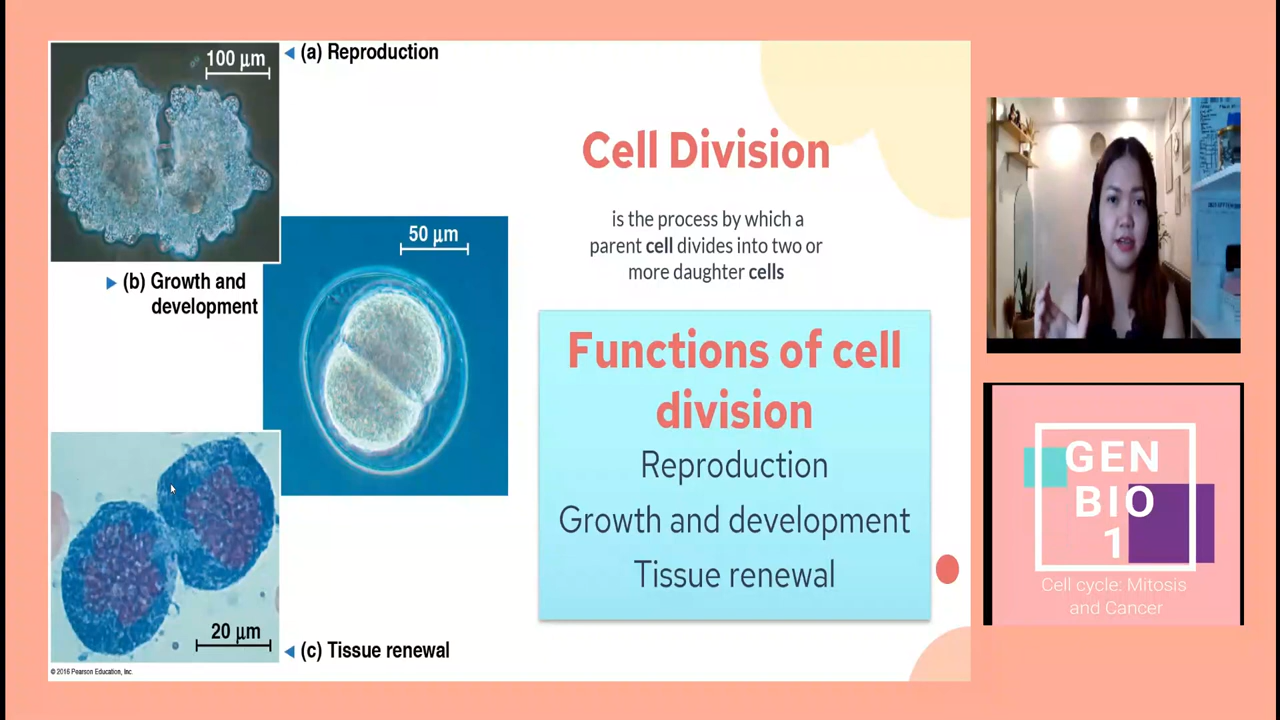 100 µm
(a) Reproduction
(b) Growth and
development
50 µm
20 µm
(c) Tissue renewal
© 2016 Pearson Education, Inc.
Cell Division
is the process by which a
parent cell divides into two or
more daughter cells
Functions of cell
division
Reproduction
Growth and development
Tissue renewal
GEN
BIO
1
Cell cycle: Mitosis
and Cancer